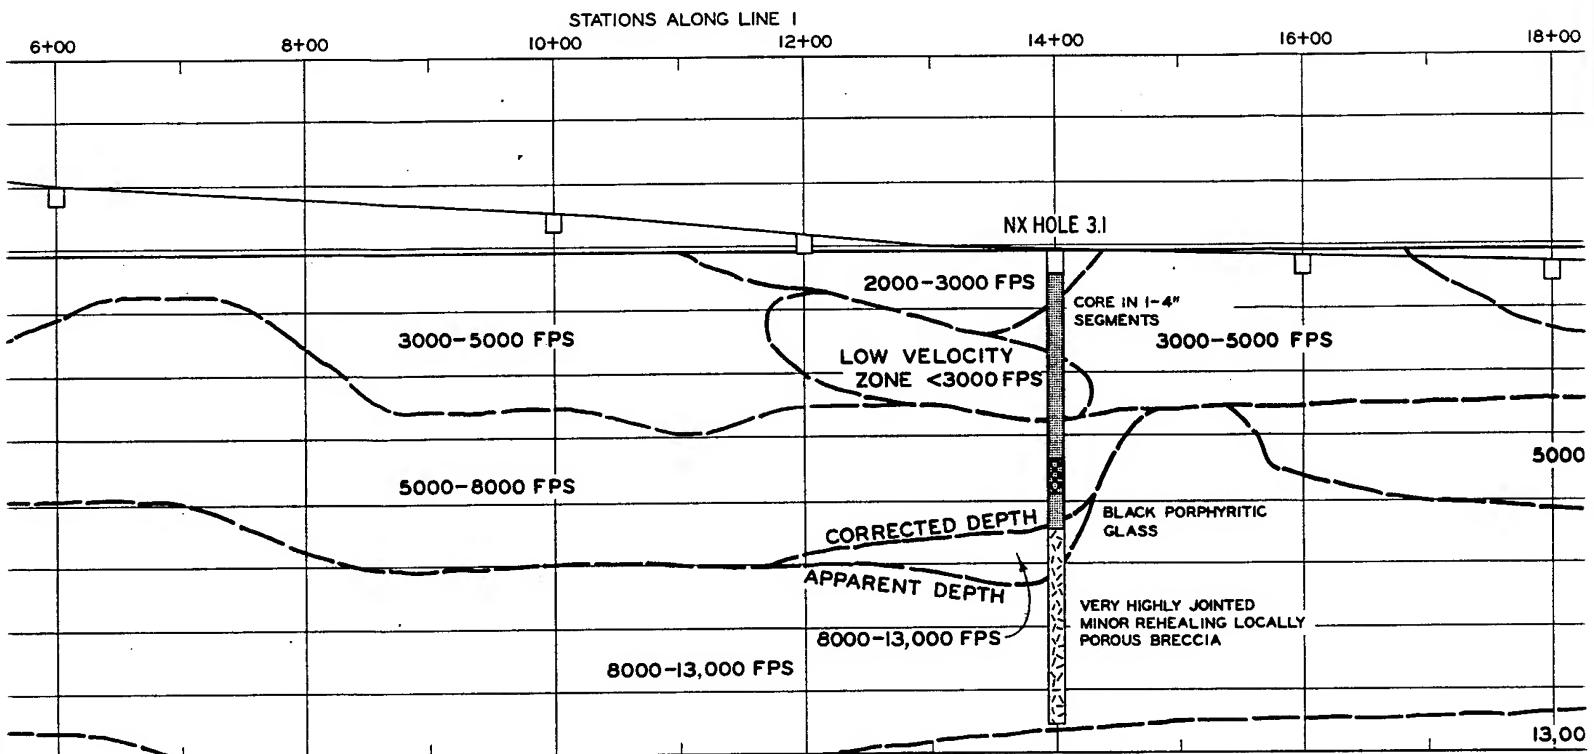 STATIONS ALONG LINE 1
6+00 8+00 10+00 12+00 14+00 16+00 18+00
NX HOLE 3.1
2000-3000 FPS
CORE IN 1-4"
SEGMENTS
3000-5000 FPS
3000-5000 FPS
LOW VELOCITY
ZONE <3000 FPS
5000
5000-8000 FPS
CORRECTED DEPTH
BLACK PORPHYRITIC
GLASS
APPARENT DEPTH
VERY HIGHLY JOINTED
MINOR REHEALING LOCALLY
POROUS BRECCIA
8000-13,000 FPS
8000-13,000 FPS
13,00